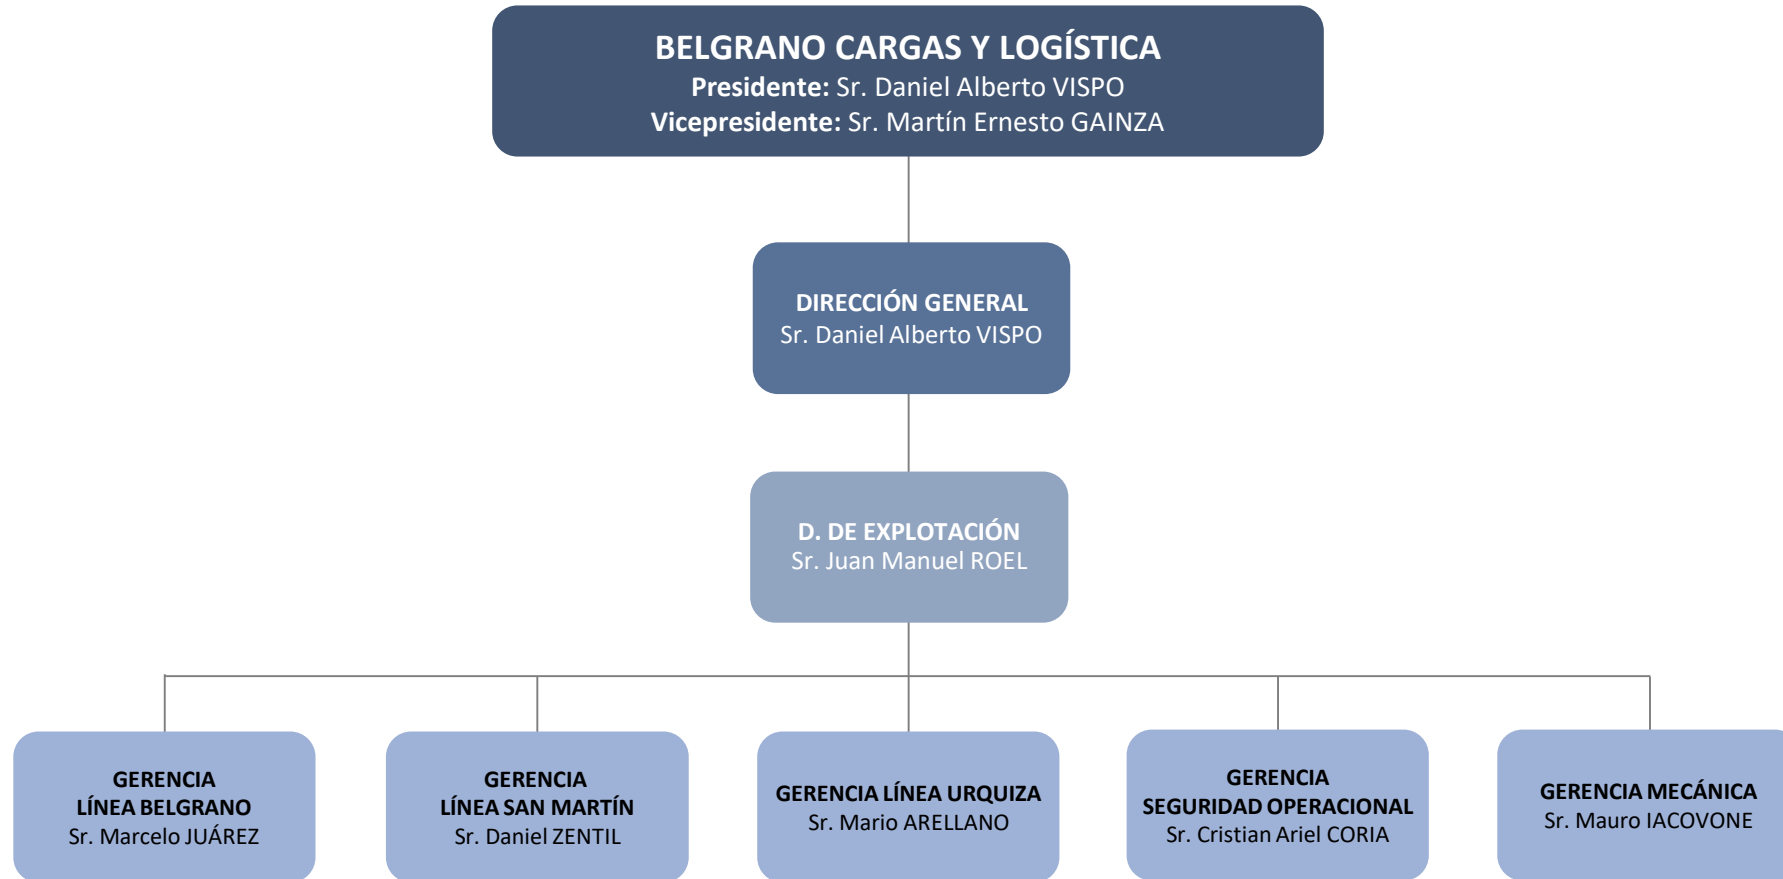 BELGRANO CARGAS Y LOGÍSTICA
Presidente: Sr. Daniel Alberto VISPO
Vicepresidente: Sr. Martín Ernesto GAINZA
DIRECCIÓN GENERAL
Sr. Daniel Alberto VISPO
D. DE EXPLOTACIÓN
Sr. Juan Manuel ROEL
GERENCIA
LÍNEA BELGRANO
Sr. Marcelo JUÁREZ
GERENCIA
LÍNEA SAN MARTÍN
Sr. Daniel ZENTIL
GERENCIA LÍNEA URQUIZA
Sr. Mario ARELLANO
GERENCIA
SEGURIDAD OPERACIONAL
Sr. Cristian Ariel CORIA
GERENCIA MECÁNICA
Sr. Mauro IACOVONE